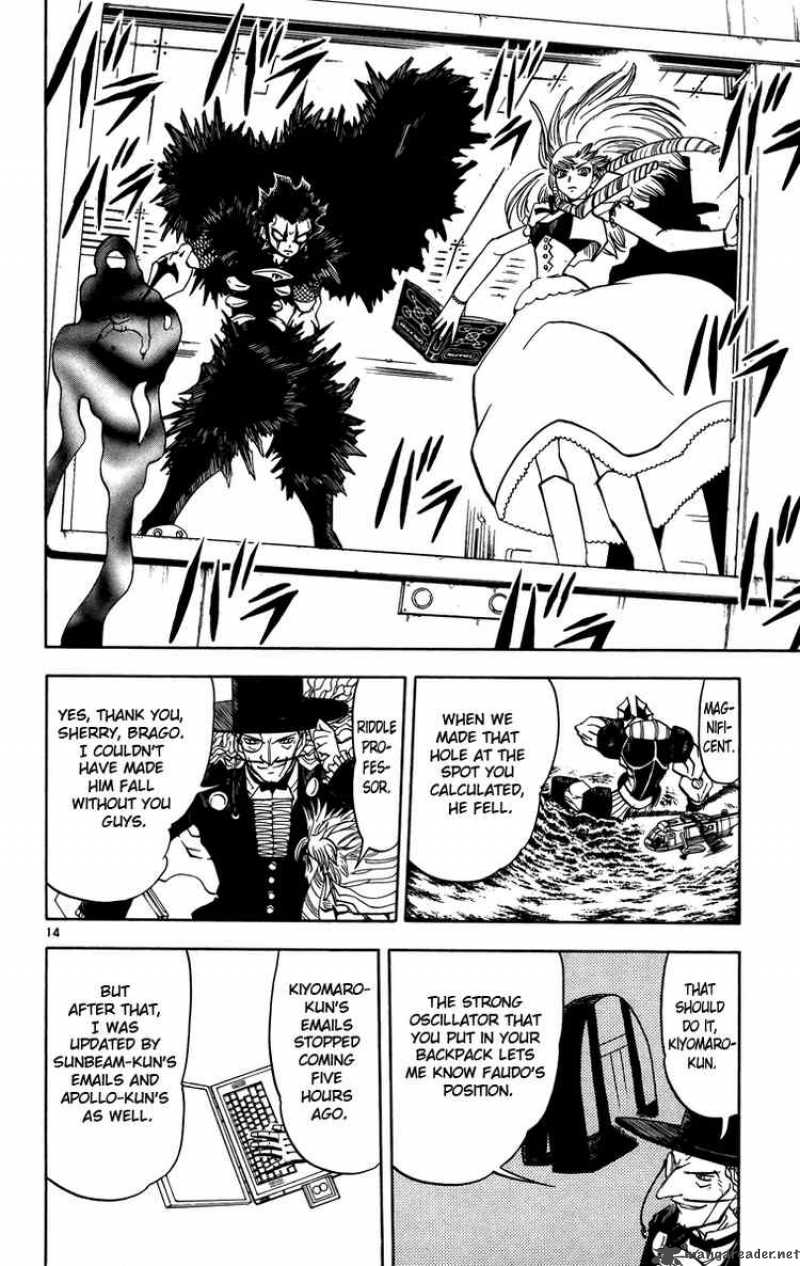 MAG-
NIFI-
CENT.
WHEN WE
MADE THAT
HOLE AT THE
SPOT YOU
CALCULATED,
HE FELL.
RIDDLE
PRO-
FES-
SOR.
YES, THANK YOU,
SHERRY, BRAGO.
I COULDN'T
HAVE MADE
HIM FALL
WITHOUT YOU
GUYS.
14
THAT
SHOULD
DO IT,
KIYOMARO-
KUN.
THE STRONG
OSCILLATOR THAT
YOU PUT IN YOUR
BACKPACK LETS
ME KNOW FAUDO'S
POSITION.
KIYOMARO-
KUN'S
EMAILS
STOPPED
COMING
FIVE
HOURS
AGO.
BUT
AFTER THAT,
I WAS
UPDATED BY
SUNBEAM-KUN'S
EMAILS AND
APOLLO-KUN'S
AS WELL.
mangareader.net